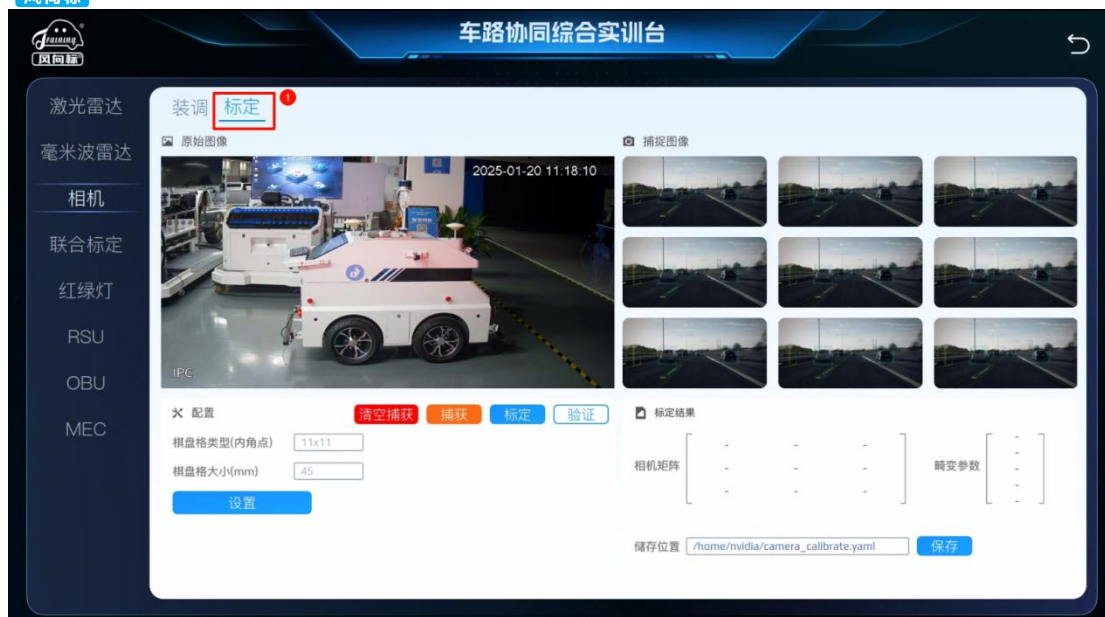 风向标
Training
风向标
车路协同综合实训台
激光雷达
毫米波雷达
相机
联合标定
红绿灯
RSU
OBU
MEC
装调 标定 1
原始图像
2025-01-20 11:18:10
IPC
捕捉图像
配置 清空捕获 捕获 标定 验证
棋盘格类型(内角点) 11x11
棋盘格大小(mm) 45
设置
标定结果
- - - -
-
相机矩阵 - - - 畸变参数 -
-
- - - -
储存位置 /home/nvidia/camera_calibrate.yaml 保存